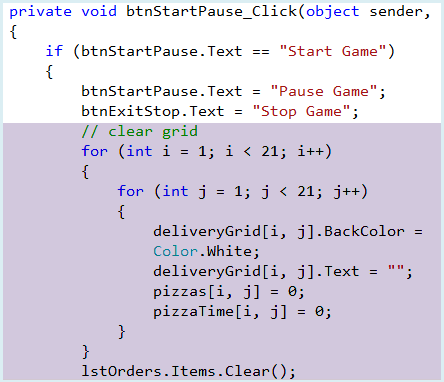 private void btnStartPause_Click(object sender,
{
if (btnStartPause.Text == "Start Game")
{
btnStartPause.Text = "Pause Game";
btnExitStop.Text = "Stop Game";
// clear grid
for (int i = 1; i < 21; i++)
{
for (int j = 1; j < 21; j++)
{
deliveryGrid[i, j].BackColor =
Color.White;
deliveryGrid[i, j].Text = "";
pizzas[i, j] = 0;
pizzaTime[i, j] = 0;
}
}
lstOrders.Items.Clear();